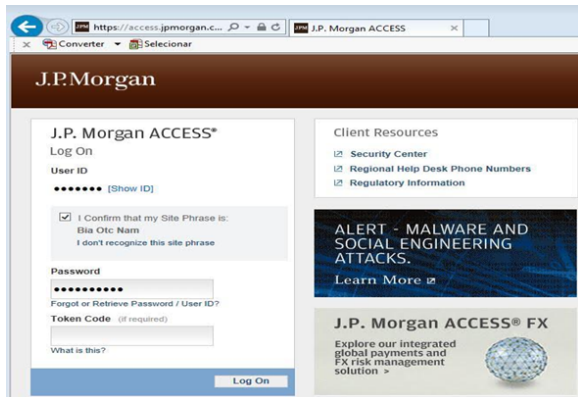 https://access.jpmorgan.c...
J.P. Morgan ACCESS
Converter
Selecionar
J.P.Morgan
J.P. Morgan ACCESS®
Log On
User ID
••••••• [Show ID]
I Confirm that my Site Phrase is:
Bia Otc Nam
I don't recognize this site phrase
Password
••••••••••
Forgot or Retrieve Password / User ID?
Token Code (if required)
What is this?
Log On
Client Resources
Security Center
Regional Help Desk Phone Numbers
Regulatory Information
ALERT - MALWARE AND
SOCIAL ENGINEERING
ATTACKS.
Learn More
J.P. Morgan ACCESS® FX
Explore our integrated
global payments and
FX risk management
solution >